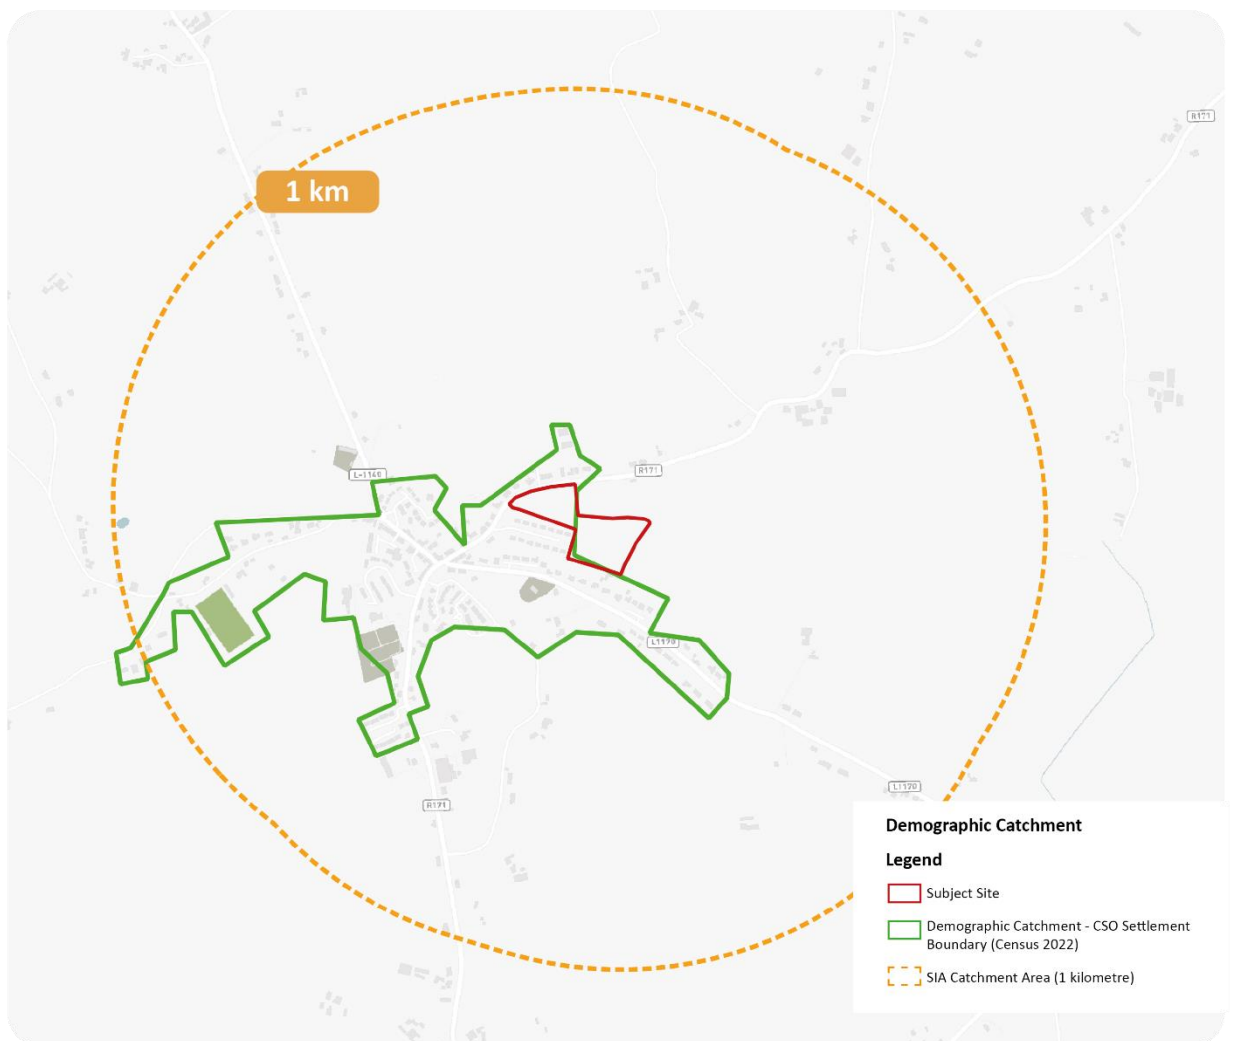 R171
1 km
L-1140
R171
L1170
L1170
R171
Demographic Catchment
Legend
Subject Site
Demographic Catchment - CSO Settlement
Boundary (Census 2022)
SIA Catchment Area (1 kilometre)